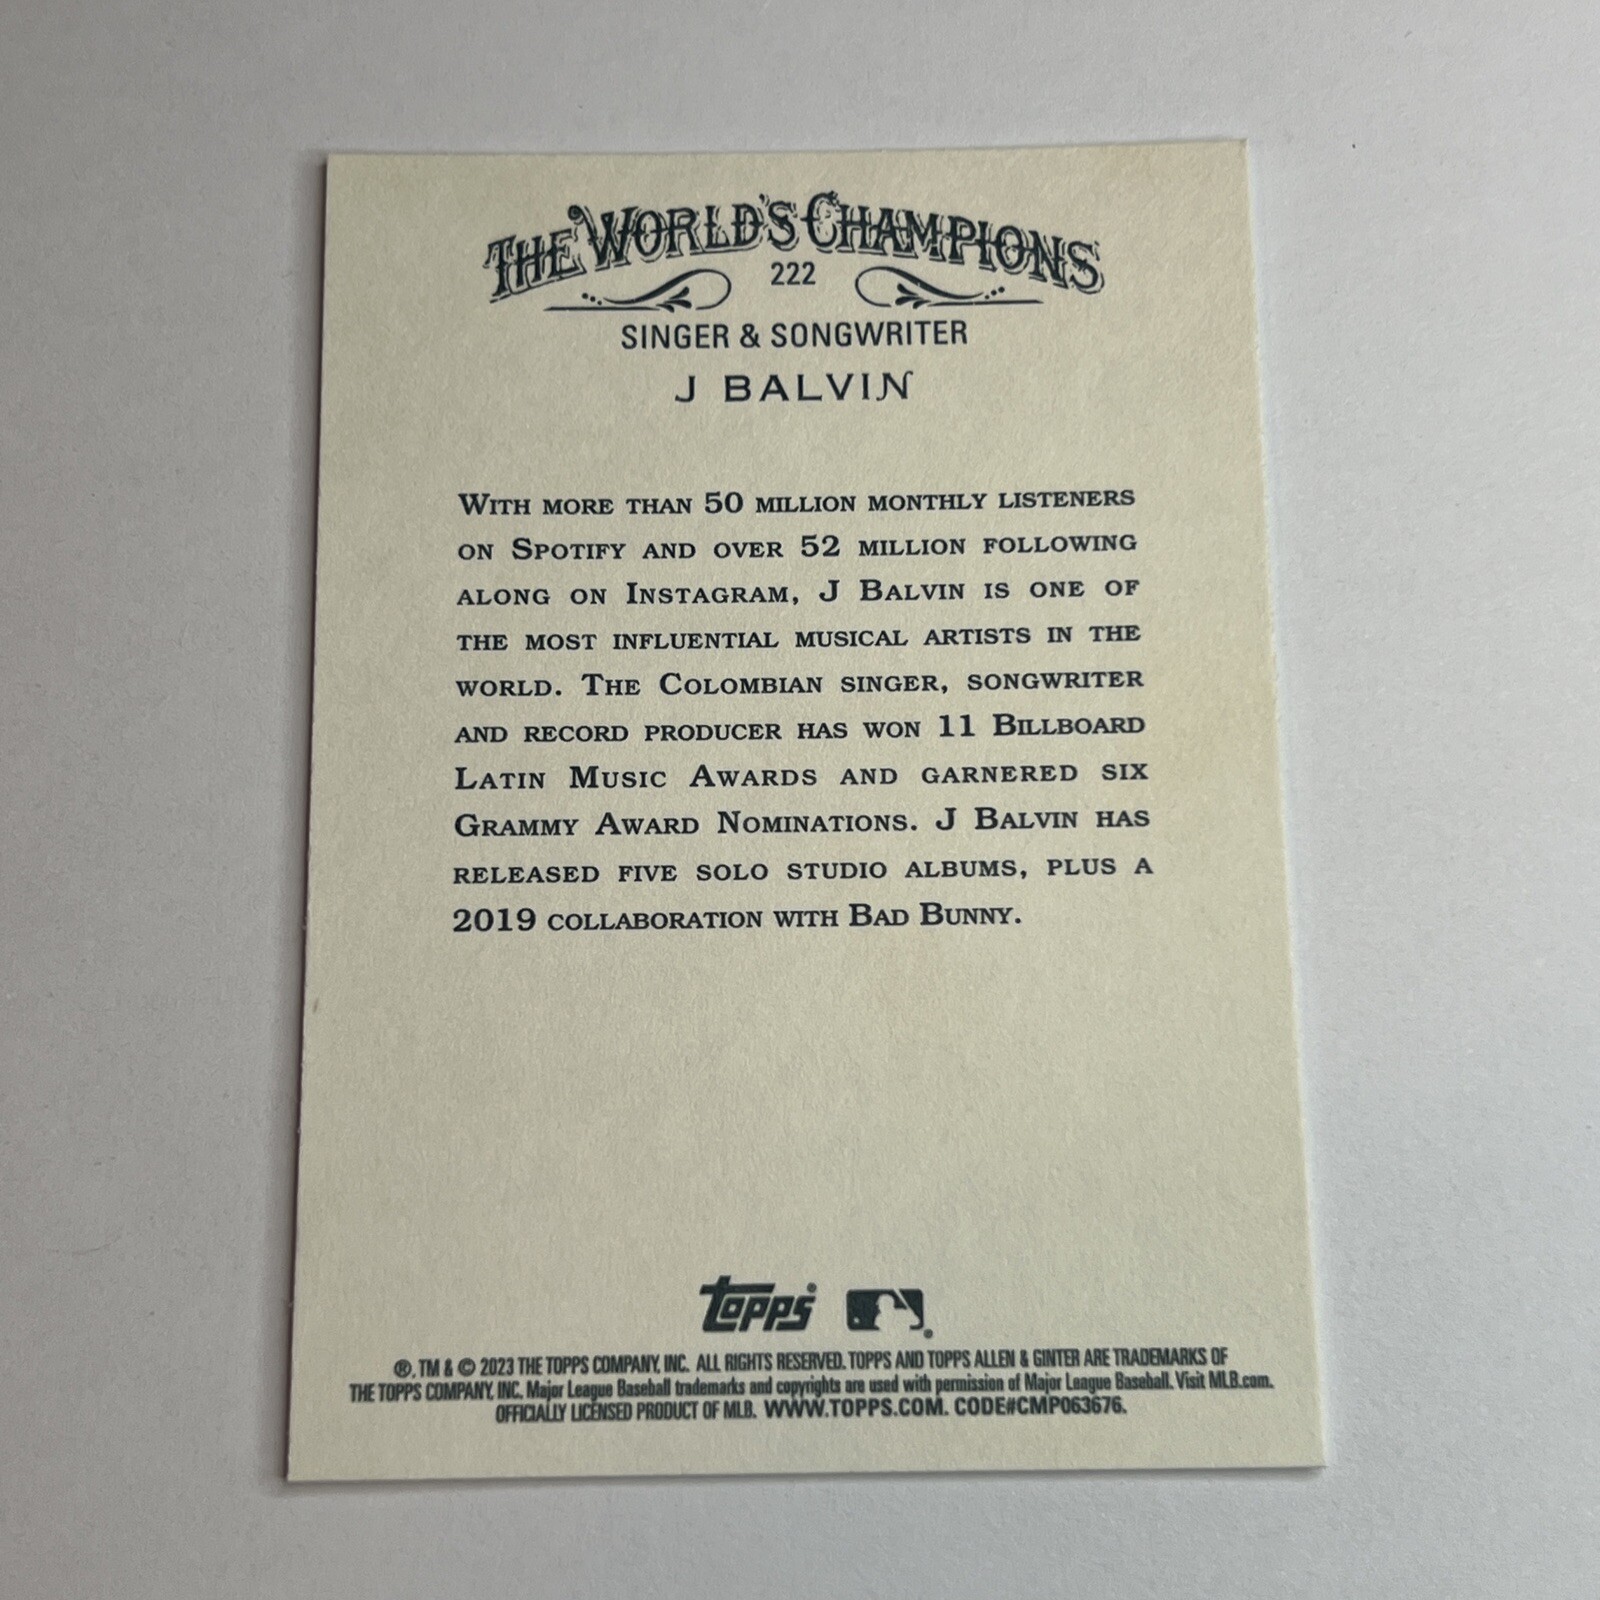 THE WORLD'S CHAMPIONS
222
SINGER & SONGWRITER
J BALVIN
WITH MORE THAN 50 MILLION MONTHLY LISTENERS
ON SPOTIFY AND OVER 52 MILLION FOLLOWING
ALONG ON INSTAGRAM, J BALVIN IS ONE OF
THE MOST INFLUENTIAL MUSICAL ARTISTS IN THE
WORLD. THE COLOMBIAN SINGER, SONGWRITER
AND RECORD PRODUCER HAS WON 11 BILLBOARD
LATIN MUSIC AWARDS AND GARNERED SIX
GRAMMY AWARD NOMINATIONS. J BALVIN HAS
RELEASED FIVE SOLO STUDIO ALBUMS, PLUS A
2019 COLLABORATION WITH BAD BUNNY.
topps
®, TM & © 2023 THE TOPPS COMPANY, INC. ALL RIGHTS RESERVED. TOPPS AND TOPPS ALLEN & GINTER ARE TRADEMARKS OF
THE TOPPS COMPANY, INC. Major League Baseball trademarks and copyrights are used with permission of Major League Baseball. Visit MLB.com.
OFFICIALLY LICENSED PRODUCT OF MLB. WWW.TOPPS.COM. CODE#CMP063676.